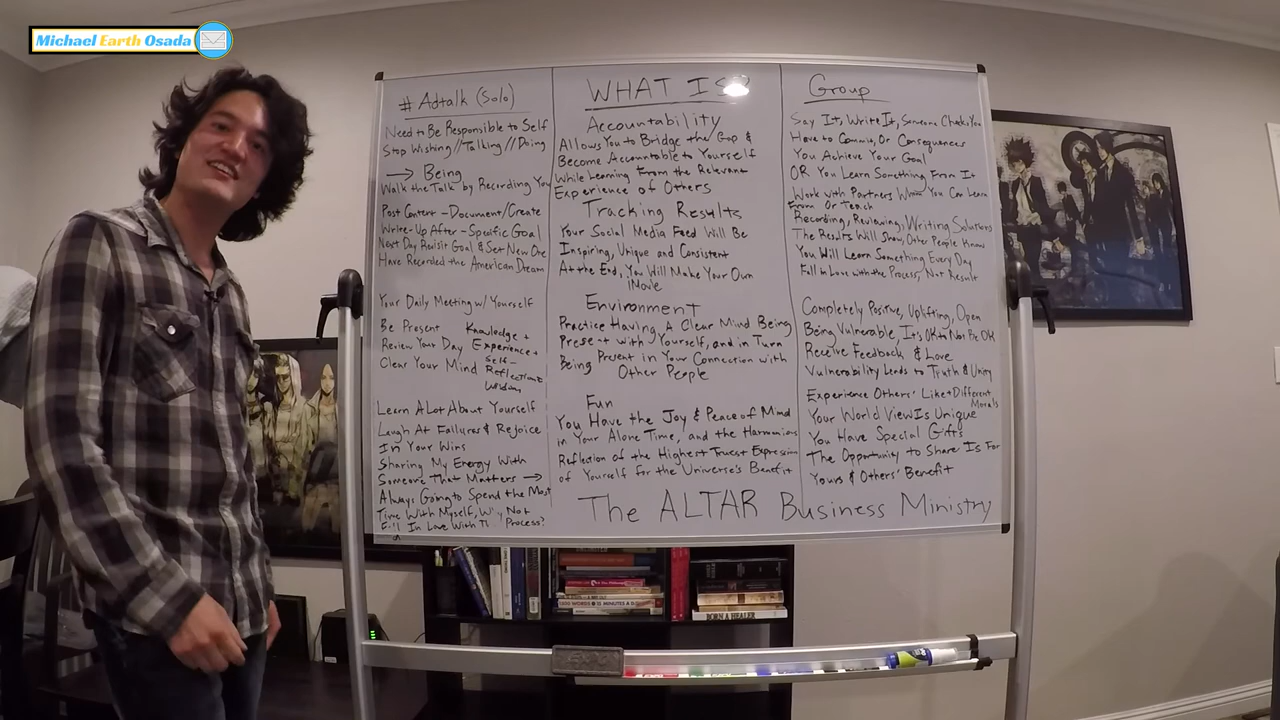 Michael Earth Osada
# Adtalk (Solo)
Need to Be Responsible to Self
Stop Wishing//Talking//Doing
→ Being
Walk the Talk by Recording You
Post Content - Document/Create
Write-Up After - Specific Goal
Next Day Revisit Goal & Set New One
Have Recorded the American Dream
Your Daily Meeting w/ Yourself
Be Present
Review Your Day
Clear Your Mind
Knowledge +
Experience +
Self-
Reflection =
Wisdom
Learn A Lot About Yourself
Laugh At Failures & Rejoice
In Your Wins
Sharing My Energy With
Someone That Matters →
Always Going to Spend the Most
Time With Myself, Why Not
Fall In Love With Process?
WHAT IS?
Accountability
Allows You to Bridge the Gap &
Become Accountable to Yourself
While Learning From the Relevant
Experience of Others
Tracking Results
Your Social Media Feed Will Be
Inspiring, Unique and Consistent
At the End, You Will Make Your Own
iMovie
Environment
Practice Having A Clear Mind Being
Present with Yourself, and in Turn
Being Present in Your Connection with
Other People
Fun
You Have the Joy & Peace of Mind
in Your Alone Time, and the Harmonious
Reflection of the Highest Truest Expression
of Yourself for the Universe's Benefit
Group
Say It, Write It, Someone Checks You
Have to Commit, Or Consequences
You Achieve Your Goal
OR You Learn Something From It
Work with Partners Whom You Can Learn
From Or Teach
Recording, Reviewing, Writing Solutions
The Results Will Show, Other People Know
You Will Learn Something Every Day
Fall in Love with the Process, Not Result
Completely Positive, Uplifting, Open
Being Vulnerable, It's OK to Not Be OK
Receive Feedback & Love
Vulnerability Leads to Truth & Unity
Experience Others' Like + Different
Morals
Your World View Is Unique
You Have Special Gifts
The Opportunity to Share Is For
Yours & Others' Benefit
The ALTAR Business Ministry
BORN A HEALER
EXPO